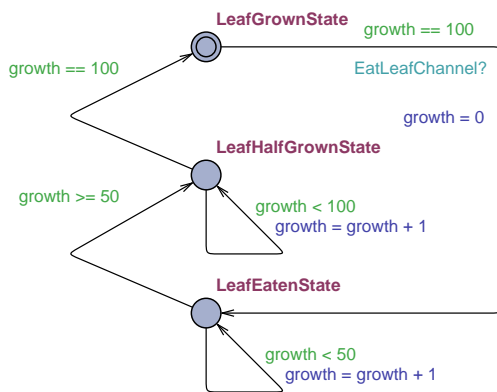 LeafGrownState
growth == 100
growth == 100
EatLeafChannel?
growth = 0
LeafHalfGrownState
growth >= 50
growth < 100
growth = growth + 1
LeafEatenState
growth < 50
growth = growth + 1